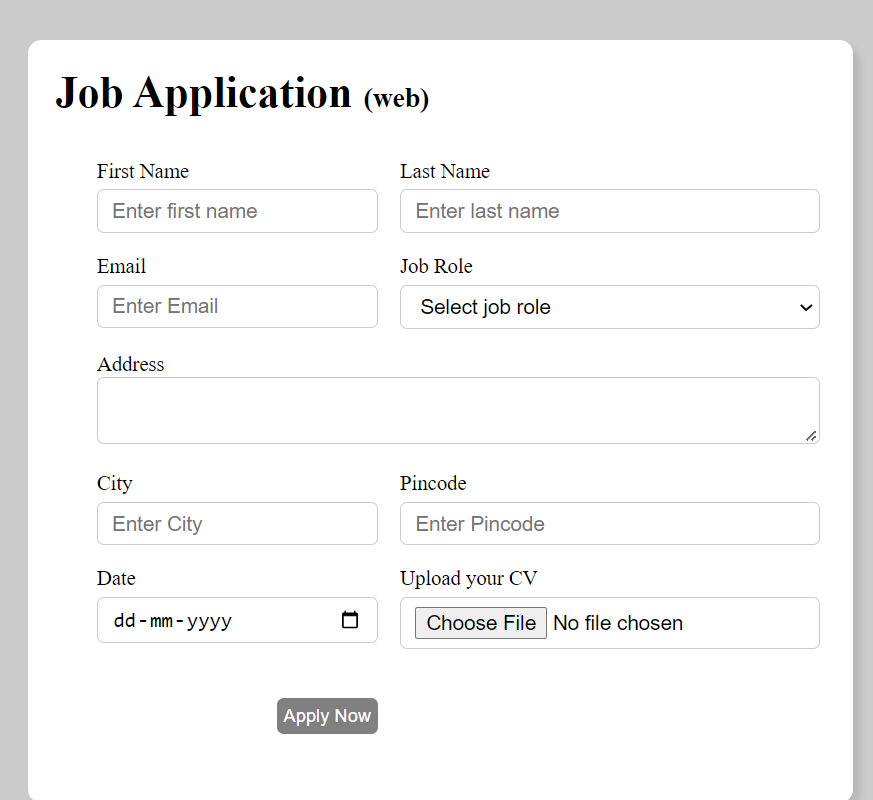 Job Application (web)
First Name Last Name
Enter first name Enter last name
Email Job Role
Enter Email Select job role
Address
City Pincode
Enter City Enter Pincode
Date Upload your CV
dd-mm-yyyy Choose File No file chosen
Apply Now